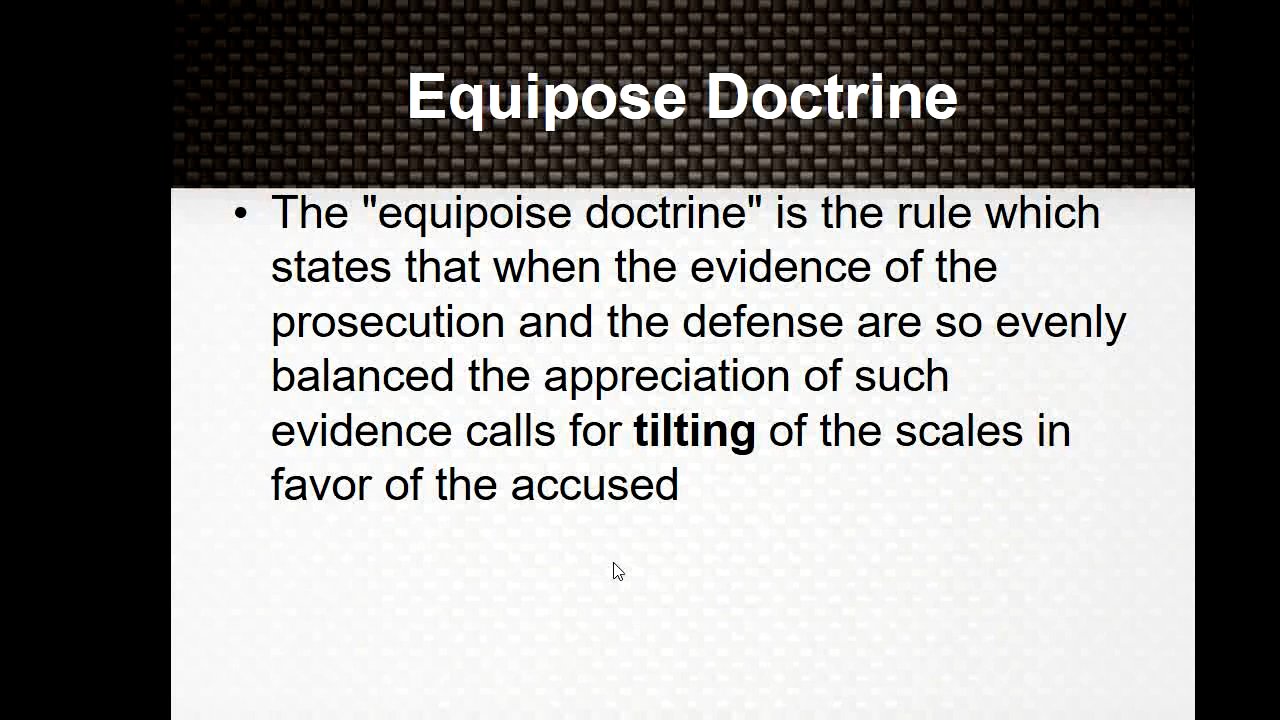 Equipose Doctrine
• The "equipoise doctrine" is the rule which
states that when the evidence of the
prosecution and the defense are so evenly
balanced the appreciation of such
evidence calls for tilting of the scales in
favor of the accused